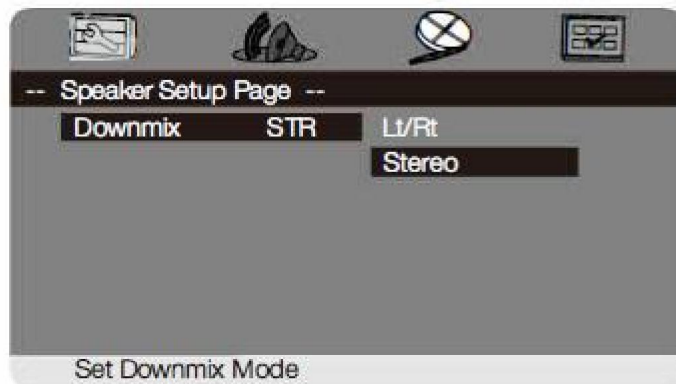 -- Speaker Setup Page --
Downmix STR Lt/Rt
Stereo
Set Downmix Mode